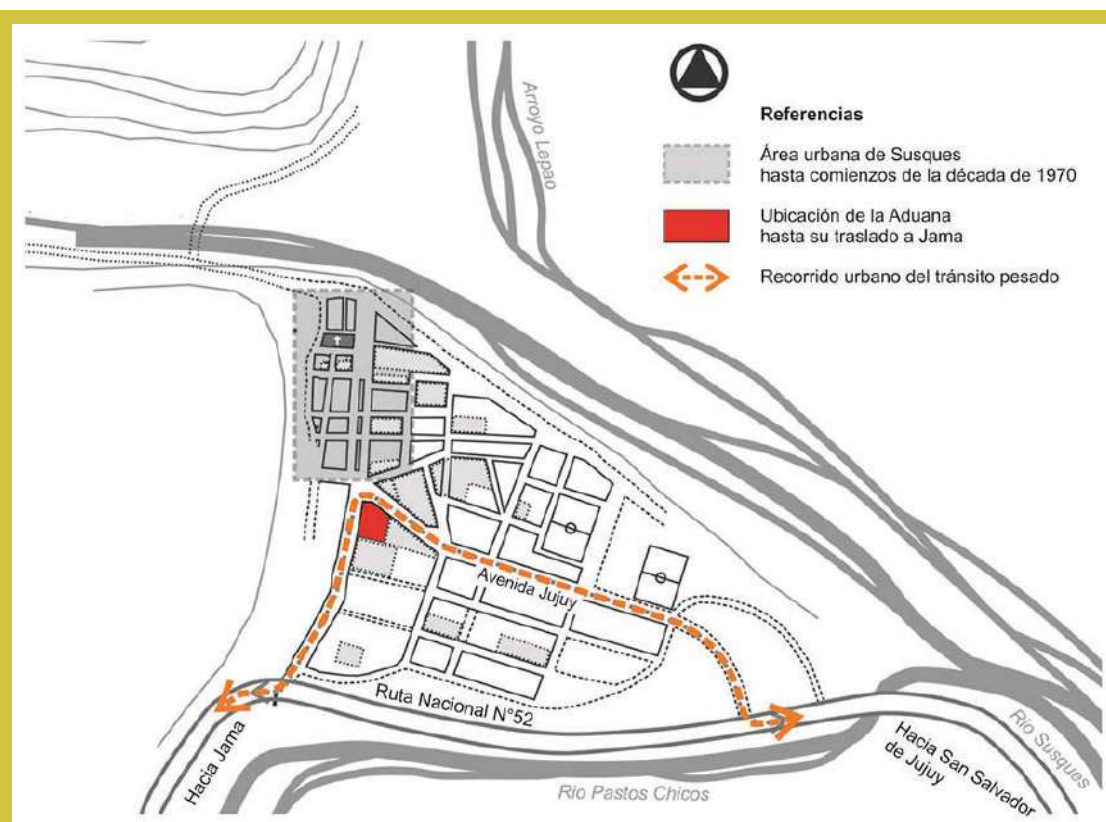 Referencias
Área urbana de Susques
hasta comienzos de la década de 1970
Ubicación de la Aduana
hasta su traslado a Jama
Recorrido urbano del tránsito pesado
Arroyo Lapao
Avenida Jujuy
Ruta Nacional N°52
Hacia Jama
Río Pastos Chicos
Hacia San Salvador
de Jujuy
Río Susques